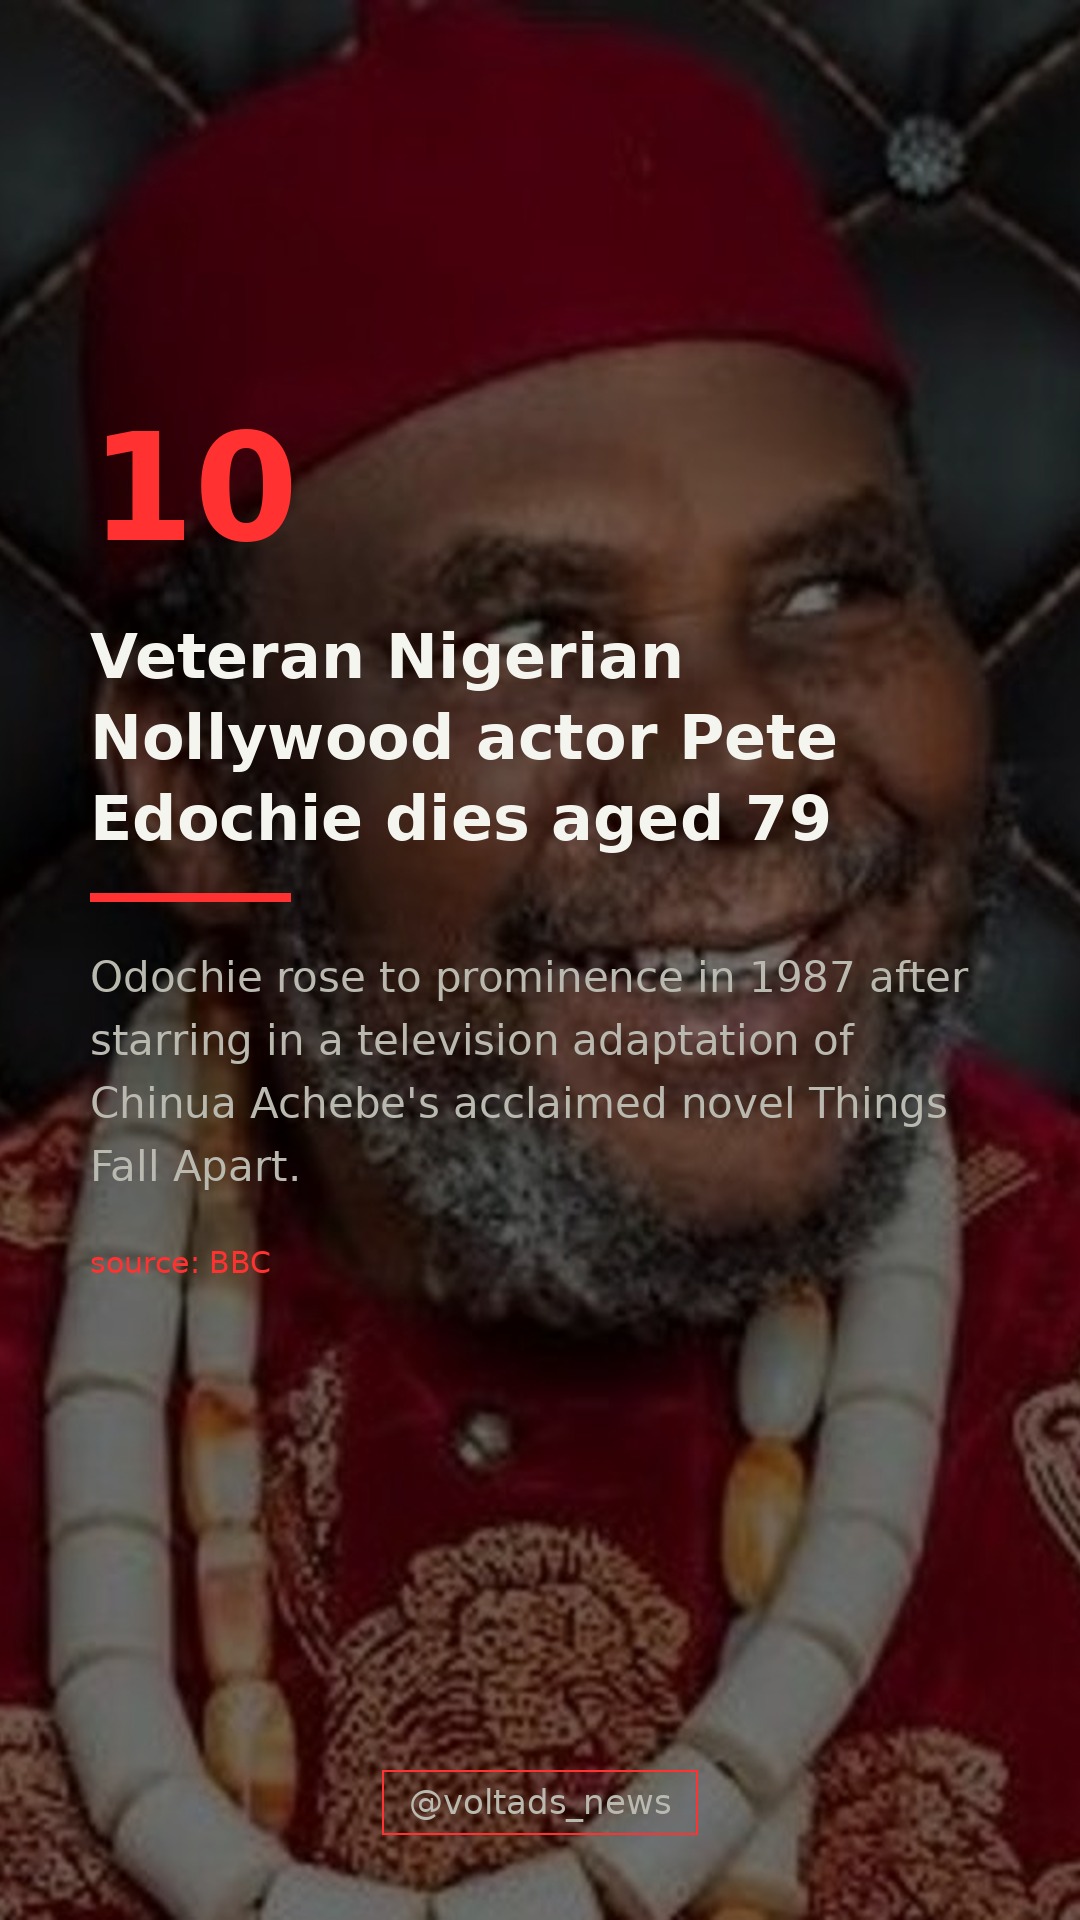 10
Veteran Nigerian
Nollywood actor Pete
Edochie dies aged 79
Odochie rose to prominence in 1987 after
starring in a television adaptation of
Chinua Achebe's acclaimed novel Things
Fall Apart.
source: BBC
@voltads_news